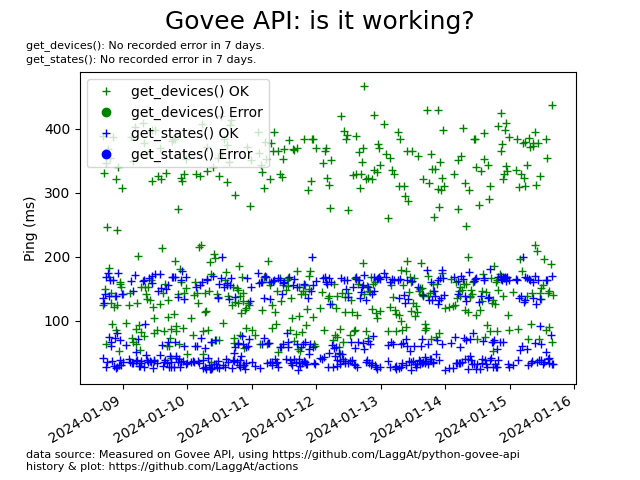 Govee API: is it working?
get_devices(): No recorded error in 7 days.
get_states(): No recorded error in 7 days.
get_devices() OK
get_devices() Error
get_states() OK
get_states() Error
Ping (ms)
400
300
200
100
2024-01-09
2024-01-10
2024-01-11
2024-01-12
2024-01-13
2024-01-14
2024-01-15
2024-01-16
data source: Measured on Govee API, using https://github.com/LaggAt/python-govee-api
history & plot: https://github.com/LaggAt/actions